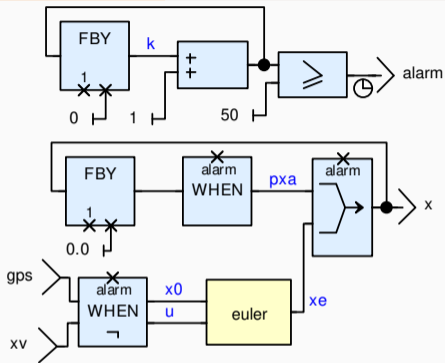 FBY
k
1
+
+
0
1
50
≥
alarm
FBY
1
0.0
alarm
WHEN
pxa
alarm
x
gps
xv
alarm
WHEN
¬
x0
u
euler
xe